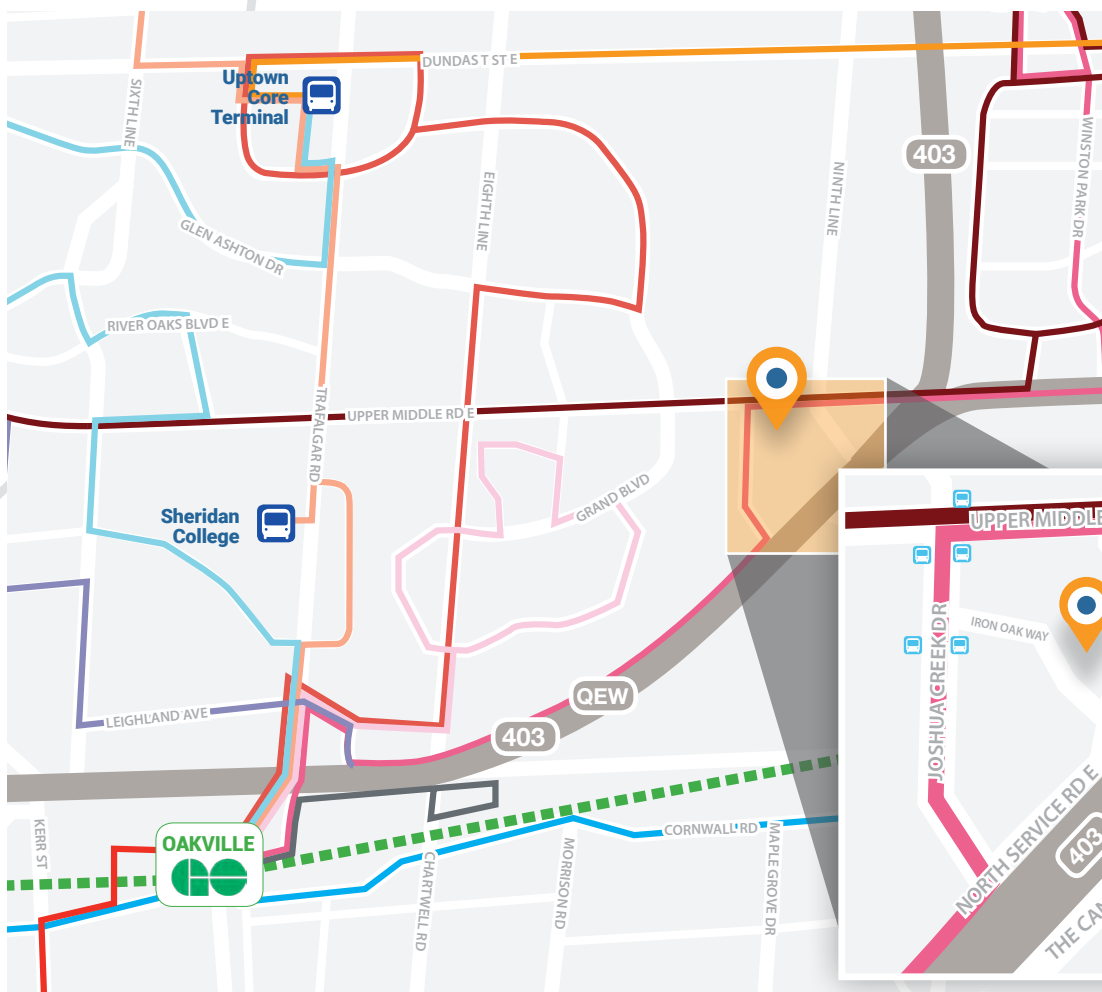 DUNDAS T ST E
Uptown
Core
Terminal
SIXTH LINE
403
WINSTON PARK DR
NINTH LINE
EIGHTH LINE
GLEN ASHTON DR
RIVER OAKS BLVD E
TRAFALGAR RD
UPPER MIDDLE RD E
GRAND BLVD
Sheridan
College
UPPER MIDDLE
IRON OAK WAY
JOSHUA CREEK DR
QEW
403
LEIGHLAND AVE
NORTH SERVICE RD E
403
THE CAN
OAKVILLE
GO
KERR ST
CORNWALL RD
CHARTWELL RD
MORRISON RD
MAPLE GROVE DR